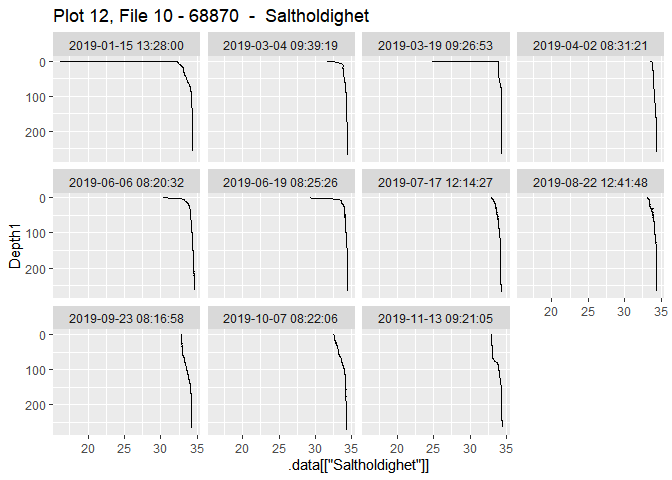 Plot 12, File 10 - 68870  -  Saltholdighet
2019-01-15 13:28:00 2019-03-04 09:39:19 2019-03-19 09:26:53 2019-04-02 08:31:21
0
100
200
2019-06-06 08:20:32 2019-06-19 08:25:26 2019-07-17 12:14:27 2019-08-22 12:41:48
0
100
200
Depth1
20 25 30 35
2019-09-23 08:16:58 2019-10-07 08:22:06 2019-11-13 09:21:05
0
100
200
20 25 30 35 20 25 30 35 20 25 30 35
.data[["Saltholdighet"]]